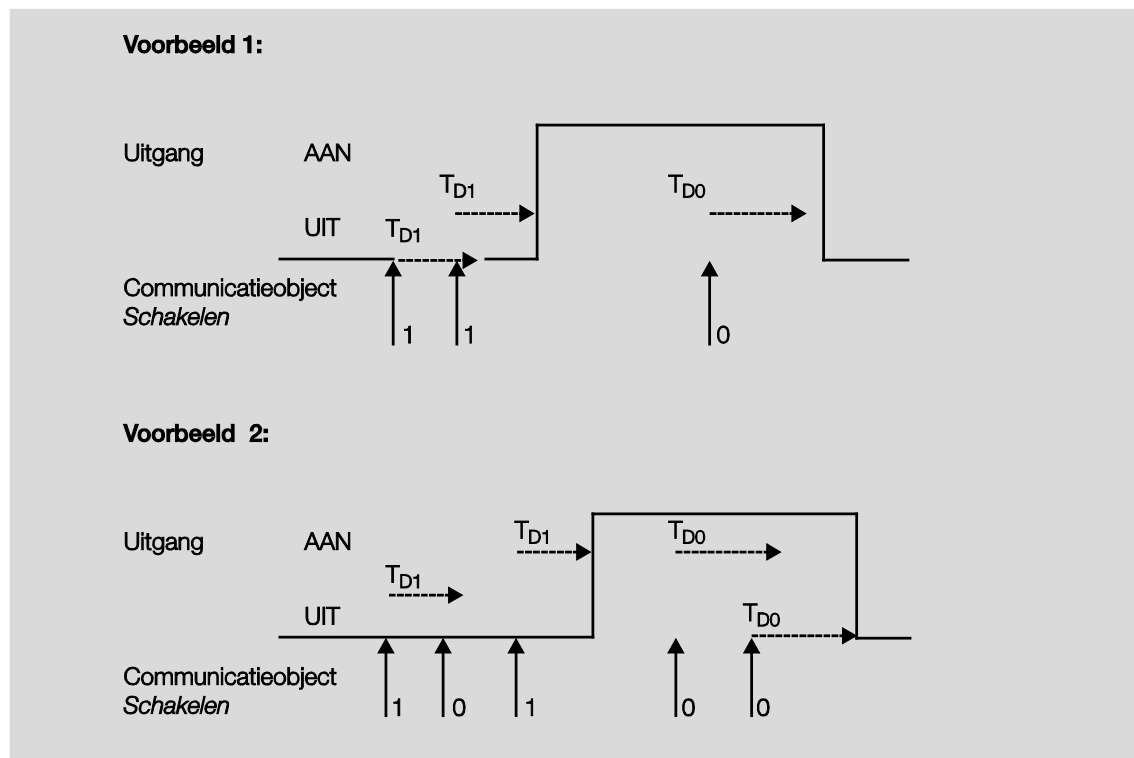 Voorbeeld 1:
Uitgang AAN
T_D1 T_D0
UIT T_D1
Communicatieobject
Schakelen
1 1 0
Voorbeeld 2:
Uitgang AAN T_D1 T_D0
T_D1
UIT T_D0
Communicatieobject
Schakelen
1 0 1 0 0